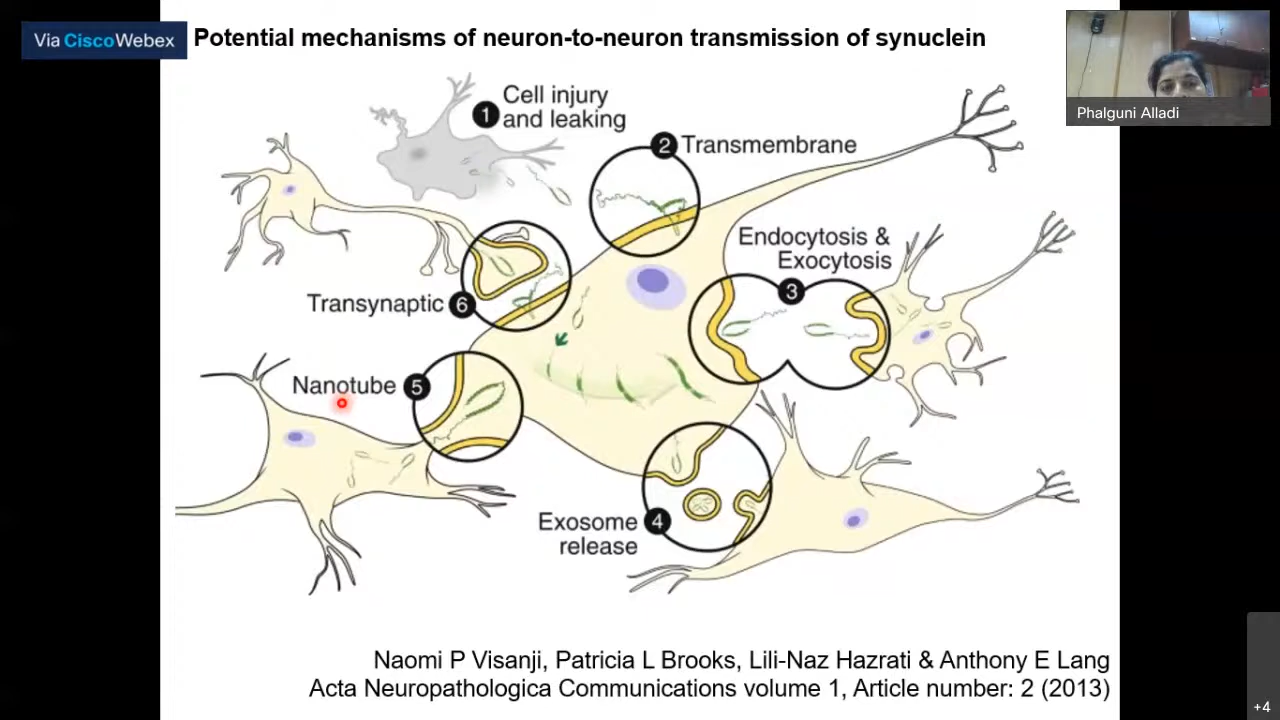 Via Cisco Webex
Potential mechanisms of neuron-to-neuron transmission of synuclein
Phalguni Alladi
1
Cell injury
and leaking
2 Transmembrane
Endocytosis &
Exocytosis
3
Transynaptic 6
Nanotube 5
Exosome 4
release
Naomi P Visanji, Patricia L Brooks, Lili-Naz Hazrati & Anthony E Lang
Acta Neuropathologica Communications volume 1, Article number: 2 (2013)
+4